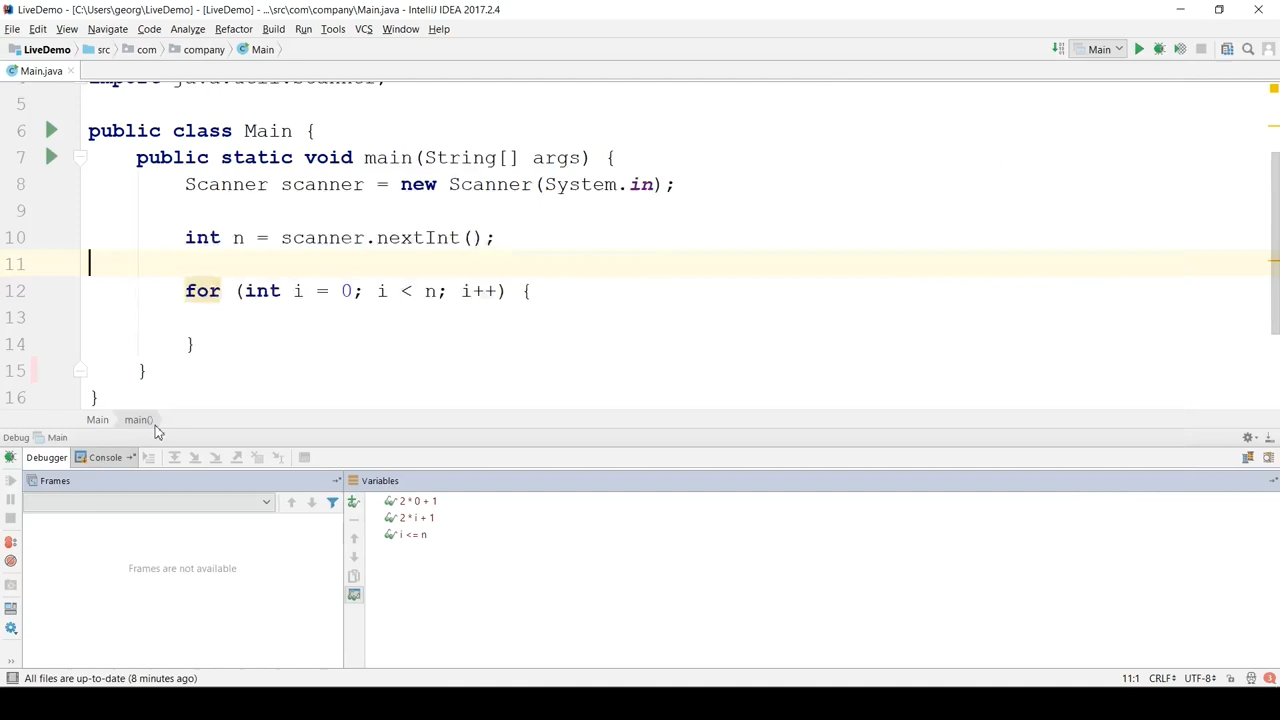 LiveDemo - [C:\Users\georg\LiveDemo] - [LiveDemo] - ...\src\com\company\Main.java - IntelliJ IDEA 2017.2.4
File Edit View Navigate Code Analyze Refactor Build Run Tools VCS Window Help
LiveDemo src com company Main Main
Main.java
5
6 public class Main {
7 public static void main(String[] args) {
8 Scanner scanner = new Scanner(System.in);
9
10 int n = scanner.nextInt();
11
12 for (int i = 0; i < n; i++) {
13
14 }
15 }
16 }
Main main()
Debug Main
Debugger Console
Frames Variables
2 * 0 + 1
2 * i + 1
i <= n
Frames are not available
All files are up-to-date (8 minutes ago) 11:1 CRLF UTF-8